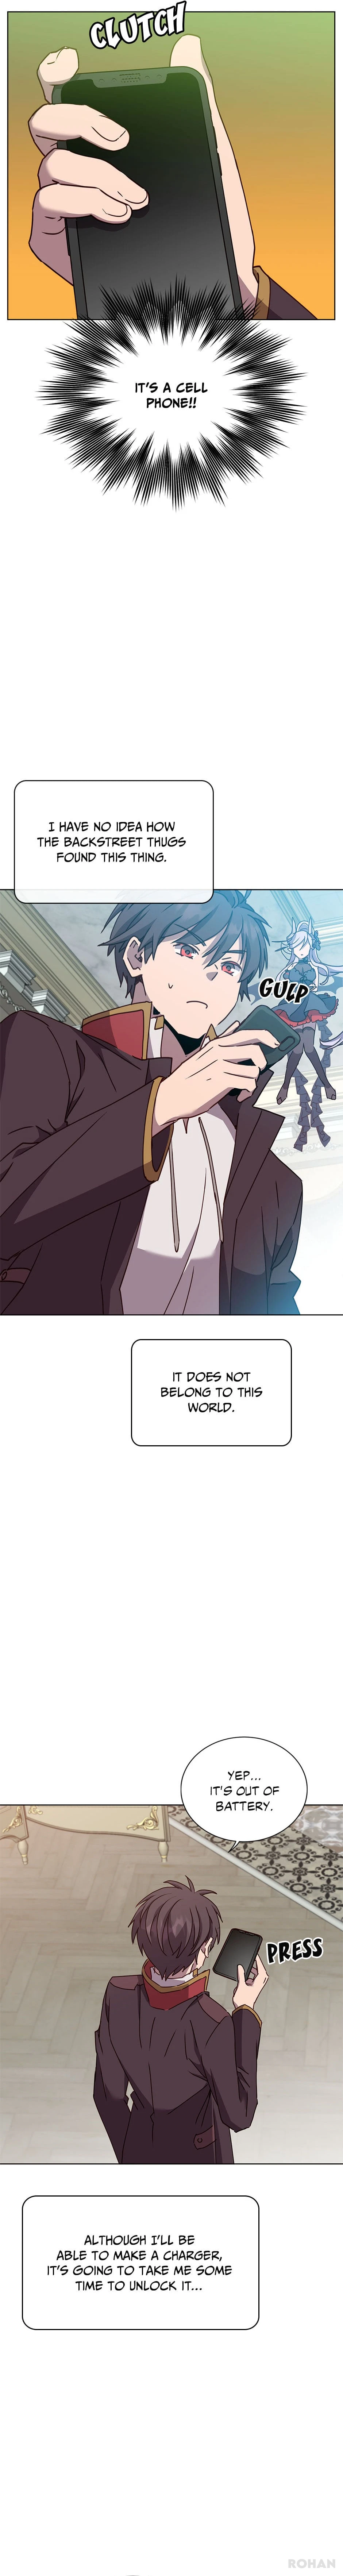 CLUTCH
IT'S A CELL
PHONE!!
I HAVE NO IDEA HOW
THE BACKSTREET THUGS
FOUND THIS THING.
GULP
IT DOES NOT
BELONG TO THIS
WORLD.
YEP...
IT'S OUT OF
BATTERY.
PRESS
ALTHOUGH I'LL BE
ABLE TO MAKE A CHARGER,
IT'S GOING TO TAKE ME SOME
TIME TO UNLOCK IT...
ROHAN